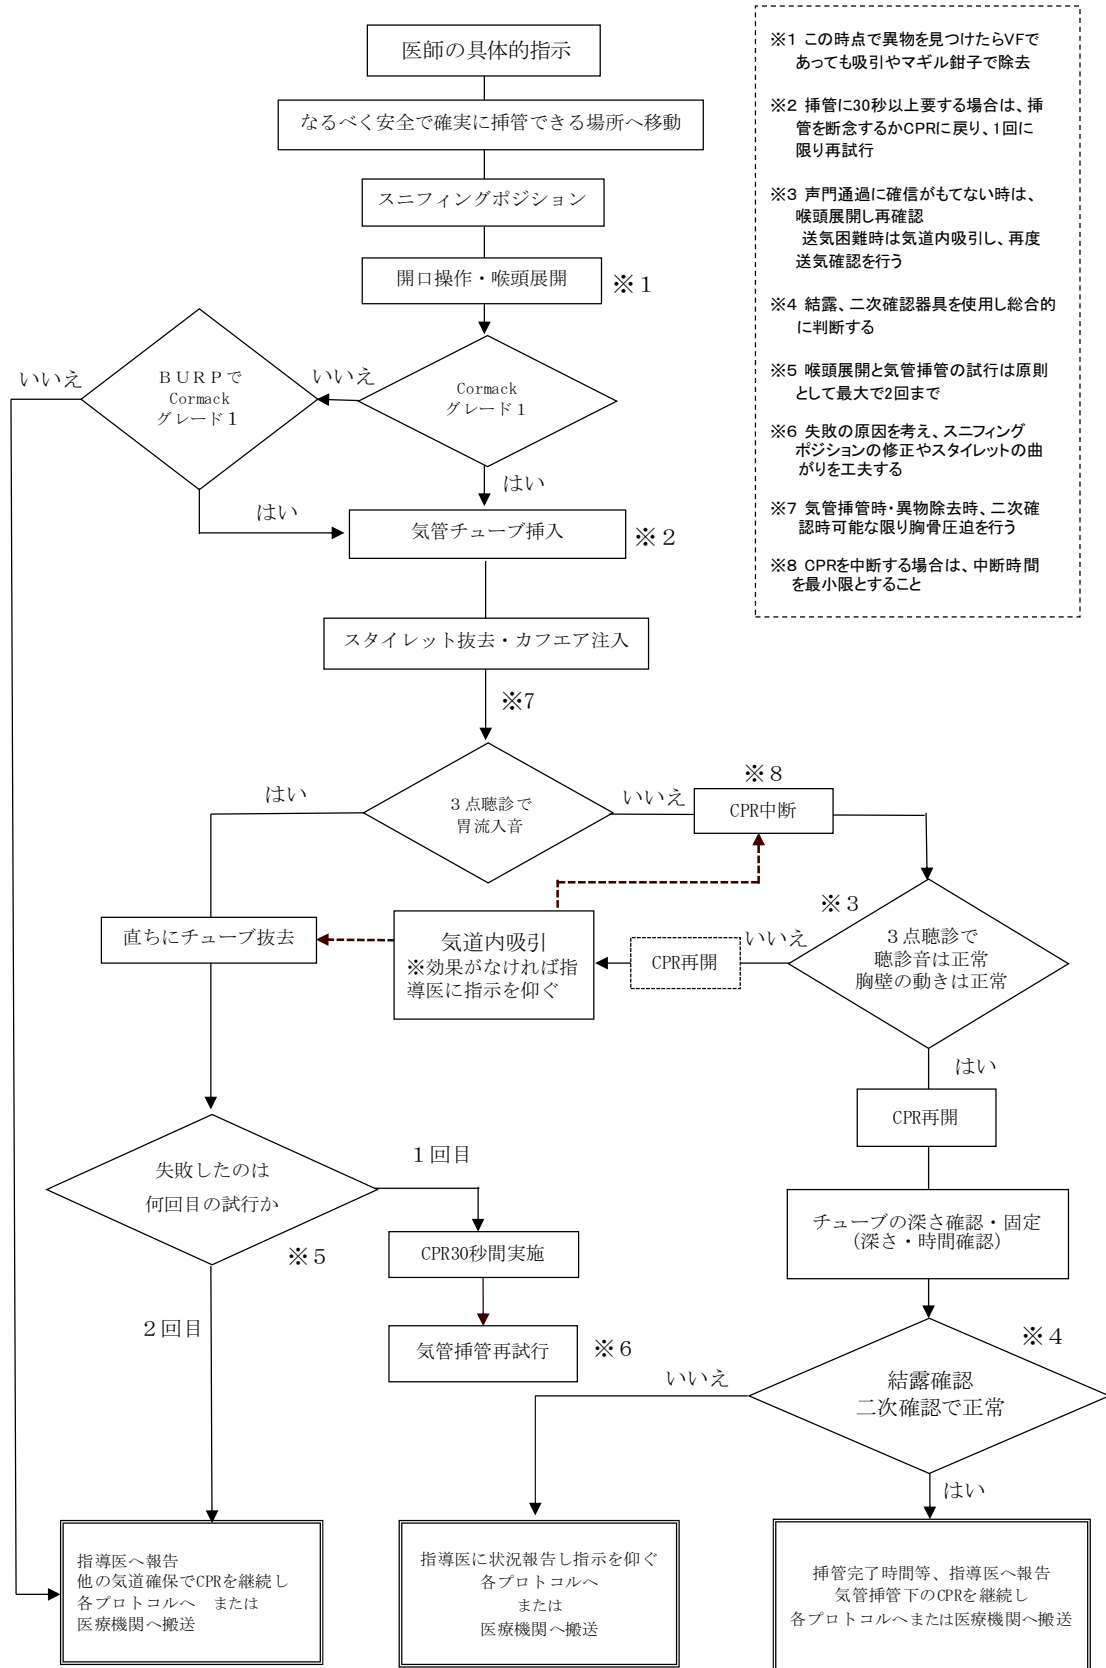 医師の具体的指示
なるべく安全で確実に挿管できる場所へ移動
スニフィングポジション
開口操作・喉頭展開
※1
Cormack
グレード1
いいえ
はい
BURPで
Cormack
グレード1
いいえ
はい
気管チューブ挿入
※2
スタイレット抜去・カフエア注入
※7
3点聴診で
胃流入音
はい
いいえ
※8
CPR中断
※3
3点聴診で
聴診音は正常
胸壁の動きは正常
いいえ
CPR再開
気道内吸引
※効果がなければ指
導医に指示を仰ぐ
直ちにチューブ抜去
はい
CPR再開
失敗したのは
何回目の試行か
※5
1回目
CPR30秒間実施
気管挿管再試行
※6
2回目
チューブの深さ確認・固定
(深さ・時間確認)
※4
結露確認
二次確認で正常
いいえ
はい
指導医へ報告
他の気道確保でCPRを継続し
各プロトコルへ または
医療機関へ搬送
指導医に状況報告し指示を仰ぐ
各プロトコルへ
または
医療機関へ搬送
挿管完了時間等、指導医へ報告
気管挿管下のCPRを継続し
各プロトコルへまたは医療機関へ搬送
※1 この時点で異物を見つけたらVFで
あっても吸引やマギル鉗子で除去
※2 挿管に30秒以上要する場合は、挿
管を断念するかCPRに戻り、1回に
限り再試行
※3 声門通過に確信がもてない時は、
喉頭展開し再確認
送気困難時は気道内吸引し、再度
送気確認を行う
※4 結露、二次確認器具を使用し総合的
に判断する
※5 喉頭展開と気管挿管の試行は原則
として最大で2回まで
※6 失敗の原因を考え、スニフィング
ポジションの修正やスタイレットの曲
がりを工夫する
※7 気管挿管時・異物除去時、二次確
認時可能な限り胸骨圧迫を行う
※8 CPRを中断する場合は、中断時間
を最小限とすること